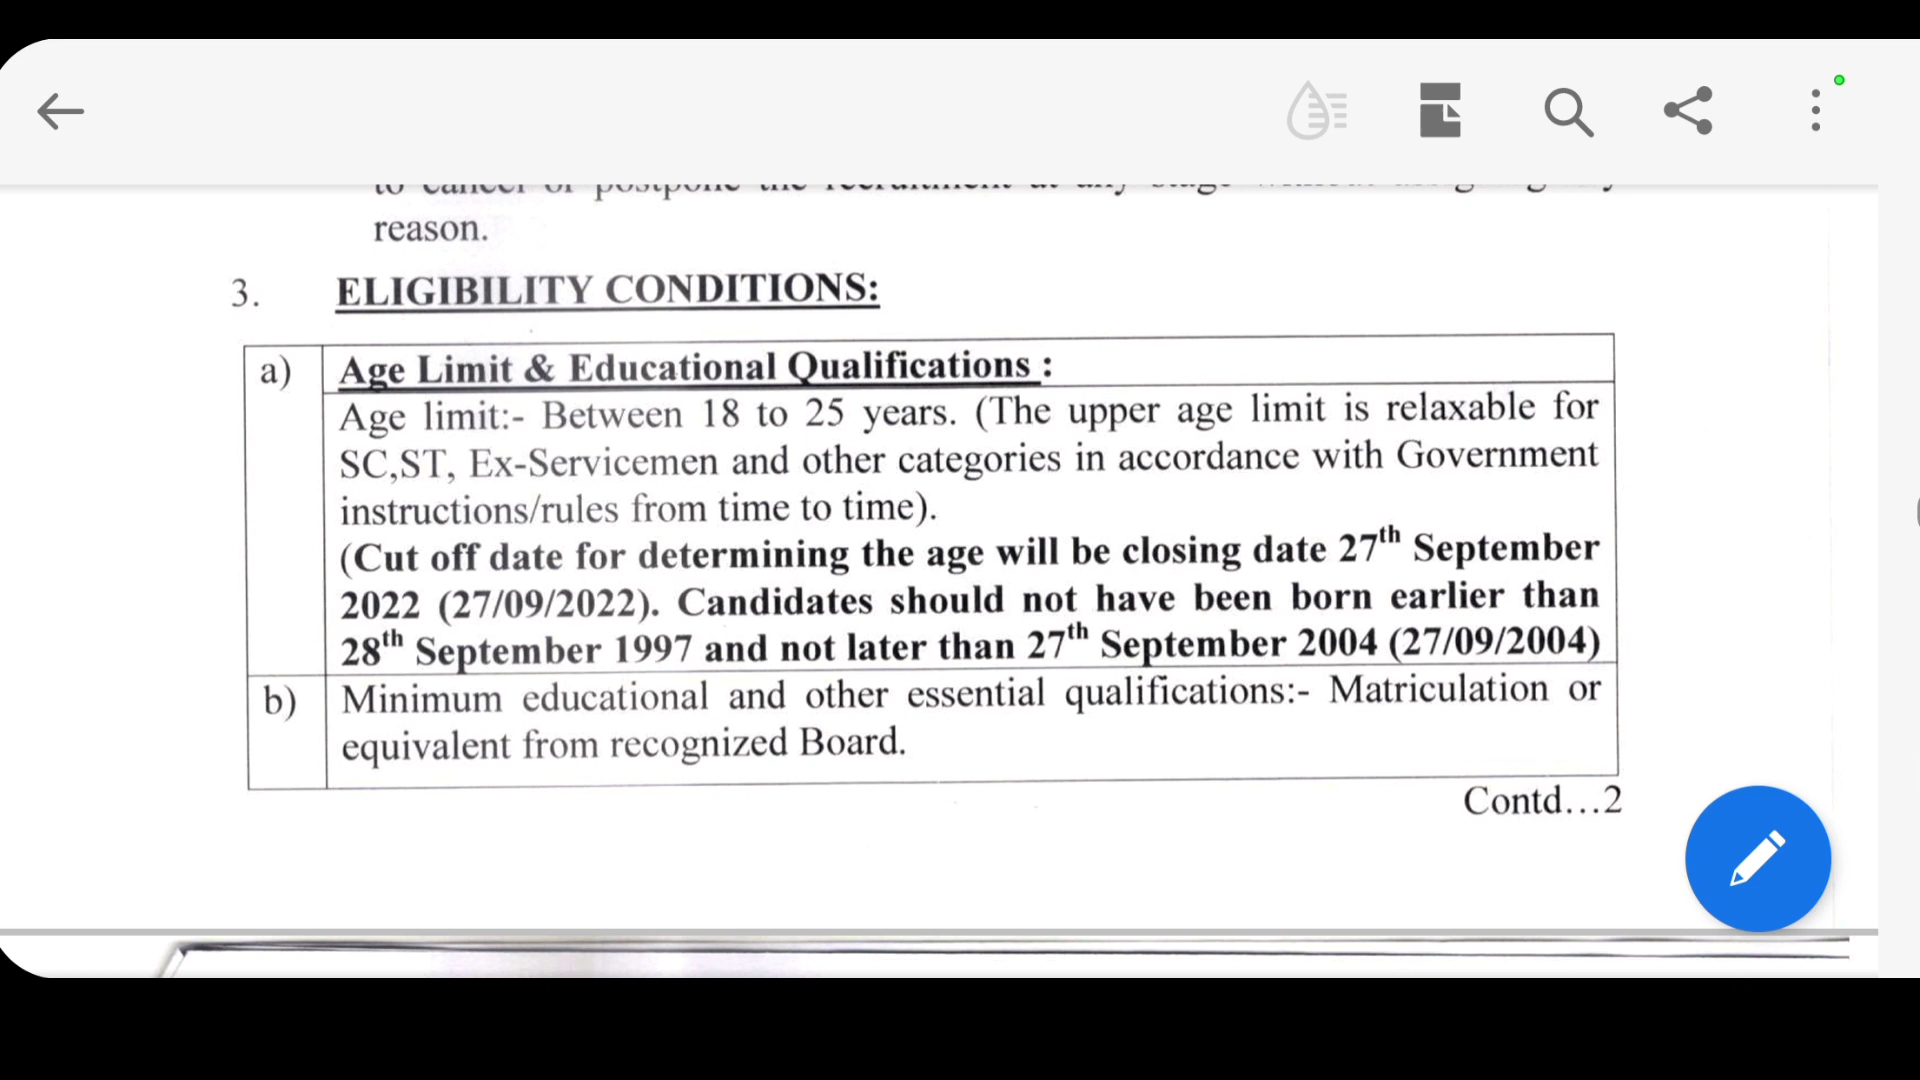 reason.
3. ELIGIBILITY CONDITIONS:
a) Age Limit & Educational Qualifications :
Age limit:- Between 18 to 25 years. (The upper age limit is relaxable for
SC,ST, Ex-Servicemen and other categories in accordance with Government
instructions/rules from time to time).
(Cut off date for determining the age will be closing date 27th September
2022 (27/09/2022). Candidates should not have been born earlier than
28th September 1997 and not later than 27th September 2004 (27/09/2004)
b) Minimum educational and other essential qualifications:- Matriculation or
equivalent from recognized Board.
Contd...2